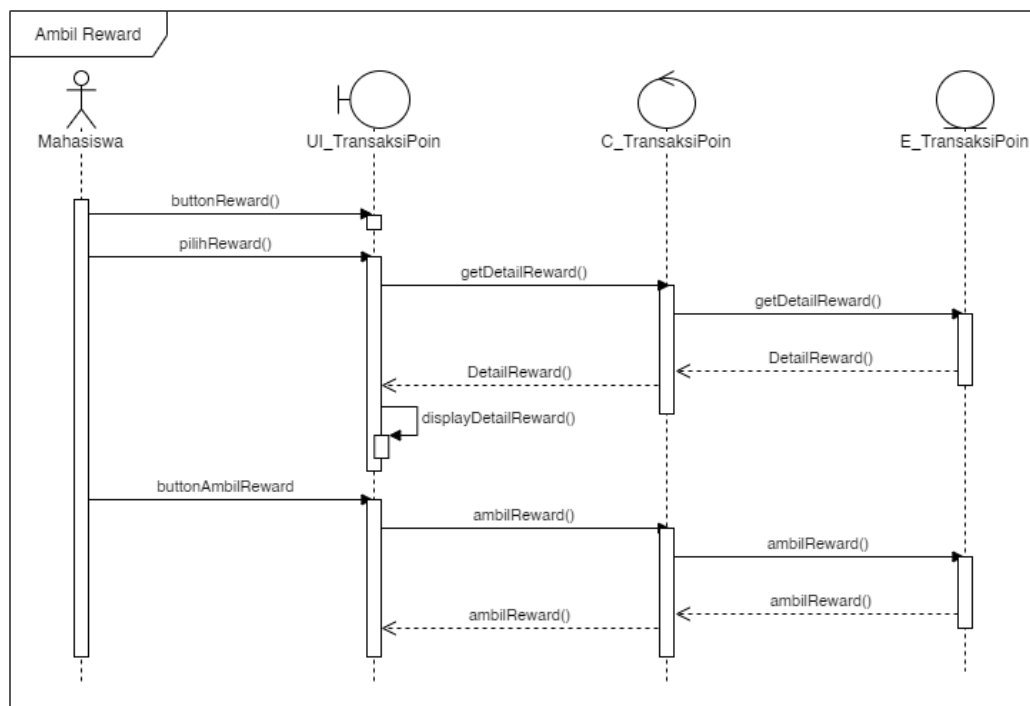 Ambil Reward
Mahasiswa
UI_TransaksiPoin
C_TransaksiPoin
E_TransaksiPoin
buttonReward()
pilihReward()
getDetailReward()
getDetailReward()
DetailReward()
DetailReward()
displayDetailReward()
buttonAmbilReward
ambilReward()
ambilReward()
ambilReward()
ambilReward()